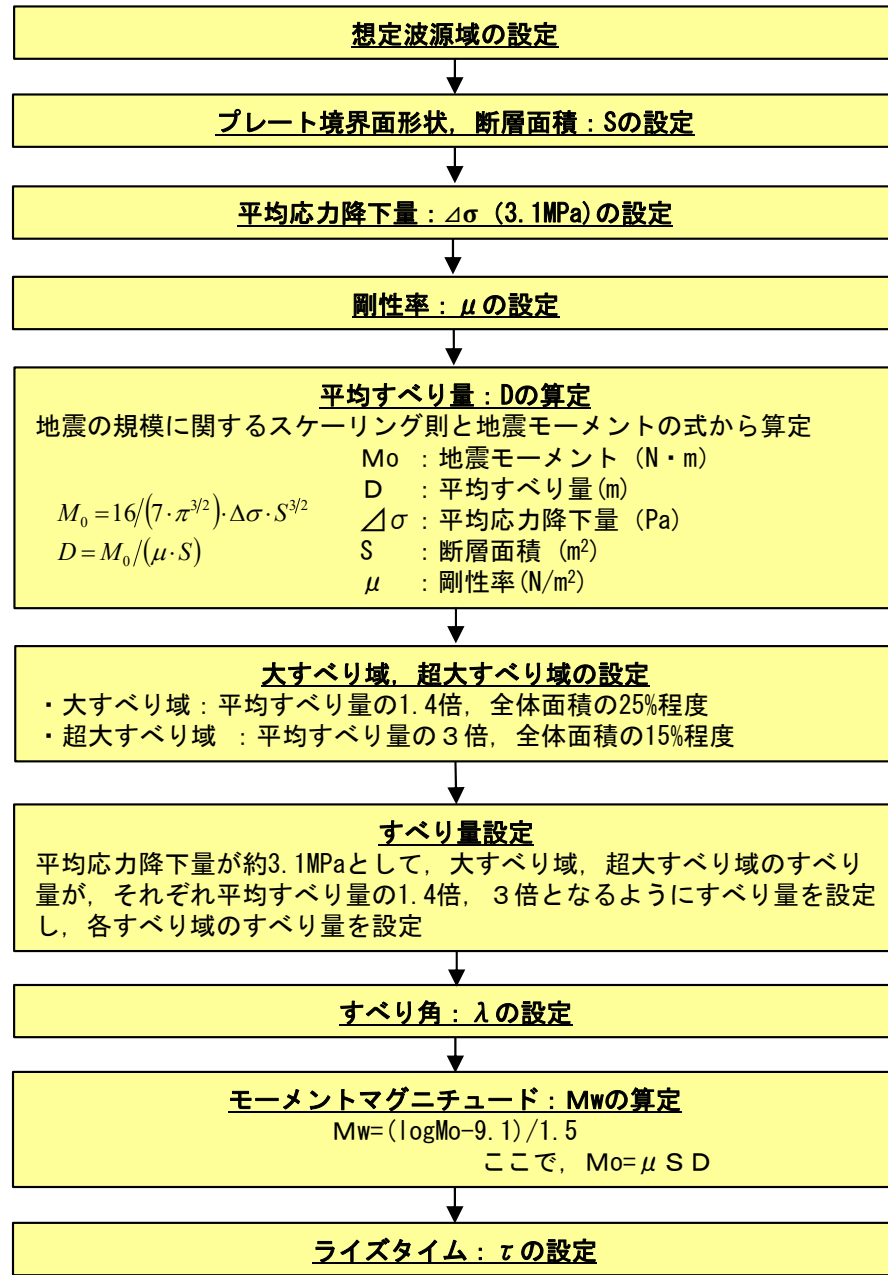 想定波源域の設定
プレート境界面形状，断層面積：Sの設定
平均応力降下量：⊿σ (3.1MPa)の設定
剛性率：μの設定
平均すべり量：Dの算定
地震の規模に関するスケーリング則と地震モーメントの式から算定
M₀ = 16/(7・π^{3/2})・Δσ・S^{3/2}
D = M₀/(μ・S)
Mo ：地震モーメント (N・m)
D ：平均すべり量(m)
⊿σ：平均応力降下量 (Pa)
S ：断層面積 (m²)
μ ：剛性率(N/m²)
大すべり域，超大すべり域の設定
・大すべり域：平均すべり量の1.4倍，全体面積の25%程度
・超大すべり域 ：平均すべり量の３倍，全体面積の15%程度
すべり量設定
平均応力降下量が約3.1MPaとして，大すべり域，超大すべり域のすべり
量が，それぞれ平均すべり量の1.4倍，３倍となるようにすべり量を設定
し，各すべり域のすべり量を設定
すべり角：λの設定
モーメントマグニチュード：Mwの算定
Mw=(logMo-9.1)/1.5
ここで，Mo=μＳＤ
ライズタイム：τの設定